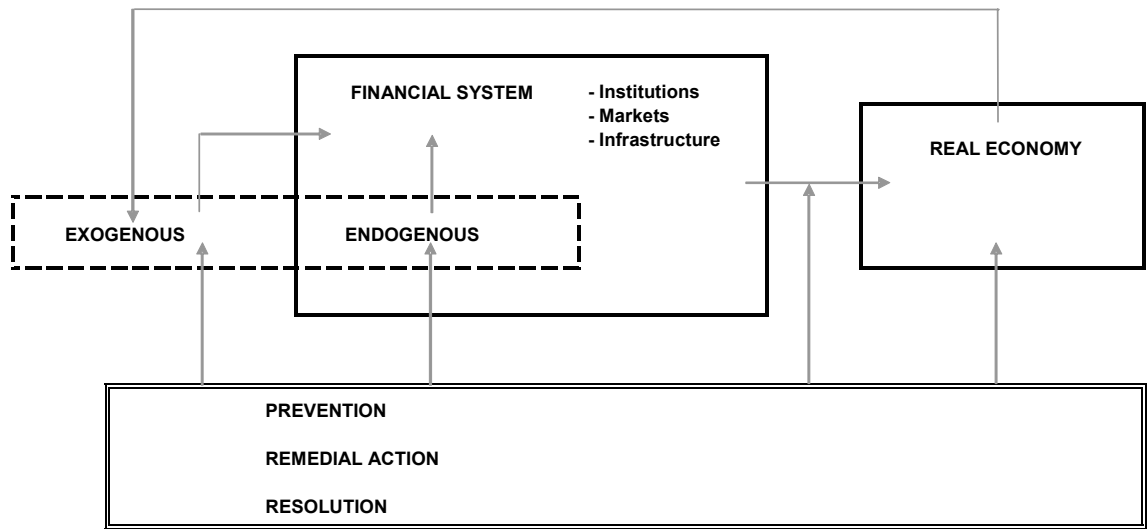 FINANCIAL SYSTEM
- Institutions
- Markets
- Infrastructure
REAL ECONOMY
EXOGENOUS
ENDOGENOUS
PREVENTION
REMEDIAL ACTION
RESOLUTION